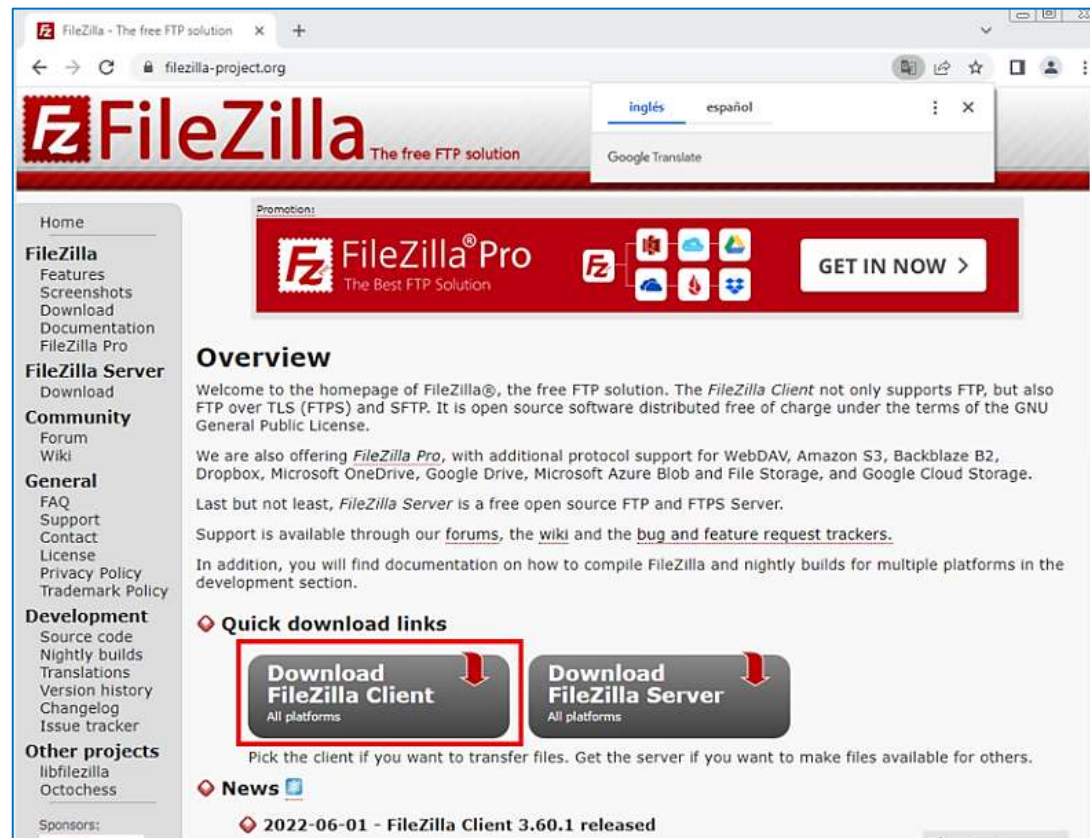 FileZilla - The free FTP solution
filezilla-project.org
inglés español
Google Translate
FileZilla The free FTP solution
Home
FileZilla
Features
Screenshots
Download
Documentation
FileZilla Pro
FileZilla Server
Download
Community
Forum
Wiki
General
FAQ
Support
Contact
License
Privacy Policy
Trademark Policy
Development
Source code
Nightly builds
Translations
Version history
Changelog
Issue tracker
Other projects
libfilezilla
Octochess
Sponsors:
Promotion:
FileZilla®Pro
The Best FTP Solution
GET IN NOW >
Overview
Welcome to the homepage of FileZilla®, the free FTP solution. The FileZilla Client not only supports FTP, but also
FTP over TLS (FTPS) and SFTP. It is open source software distributed free of charge under the terms of the GNU
General Public License.
We are also offering FileZilla Pro, with additional protocol support for WebDAV, Amazon S3, Backblaze B2,
Dropbox, Microsoft OneDrive, Google Drive, Microsoft Azure Blob and File Storage, and Google Cloud Storage.
Last but not least, FileZilla Server is a free open source FTP and FTPS Server.
Support is available through our forums, the wiki and the bug and feature request trackers.
In addition, you will find documentation on how to compile FileZilla and nightly builds for multiple platforms in the
development section.
Quick download links
Download
FileZilla Client
All platforms
Download
FileZilla Server
All platforms
Pick the client if you want to transfer files. Get the server if you want to make files available for others.
News
2022-06-01 - FileZilla Client 3.60.1 released